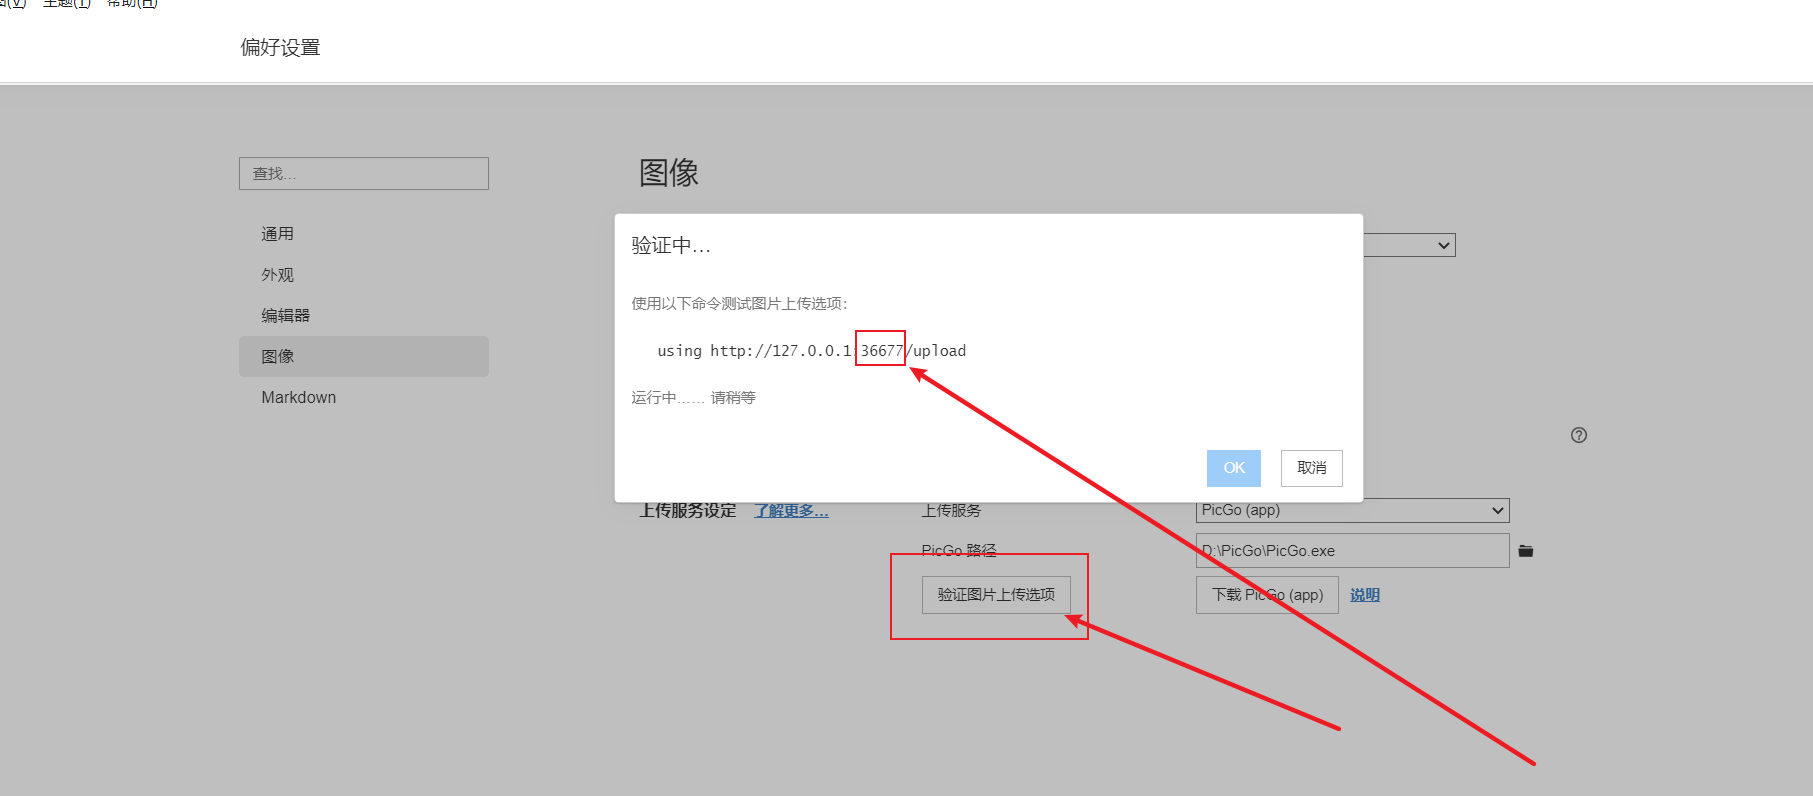 图(V) 主题(T) 帮助(H)
偏好设置
查找...
图像
通用
外观
编辑器
图像
Markdown
验证中...
使用以下命令测试图片上传选项:
using http://127.0.0.1:36677/upload
运行中...... 请稍等
OK 取消
上传服务设定 了解更多... 上传服务 PicGo (app)
PicGo 路径 D:\PicGo\PicGo.exe
验证图片上传选项 下载 PicGo (app) 说明